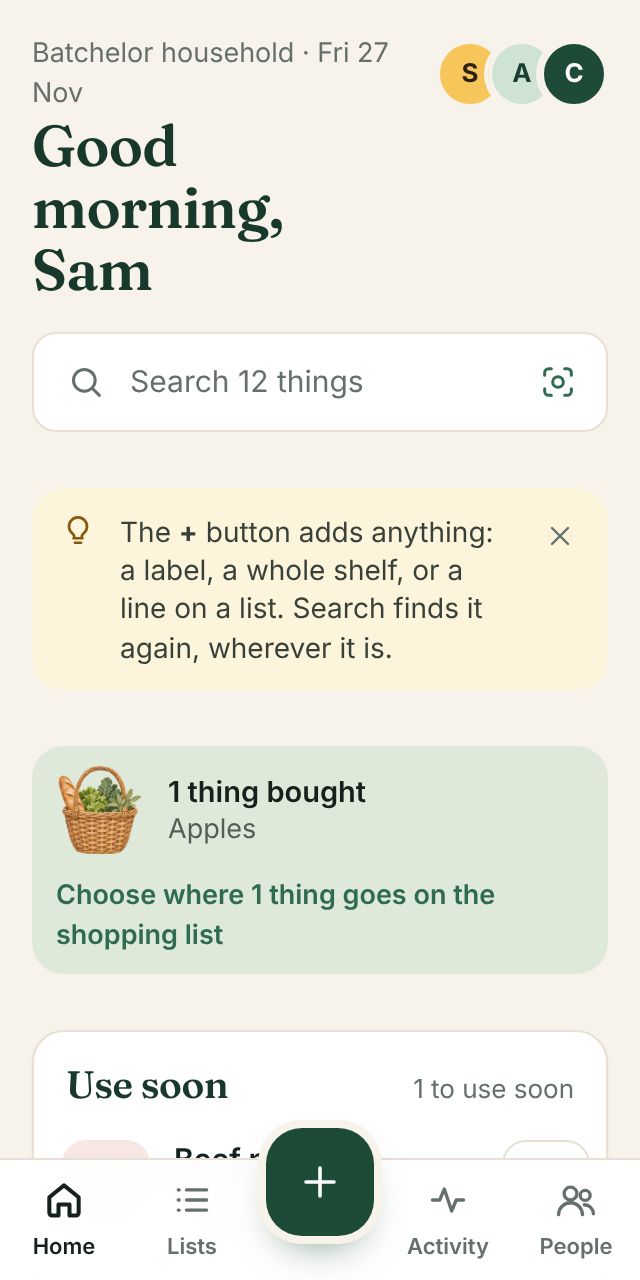 Batchelor household · Fri 27
Nov
S
A
C
Good
morning,
Sam
Search 12 things
The + button adds anything:
a label, a whole shelf, or a
line on a list. Search finds it
again, wherever it is.
1 thing bought
Apples
Choose where 1 thing goes on the
shopping list
Use soon
1 to use soon
Beef
Home
Lists
Activity
People